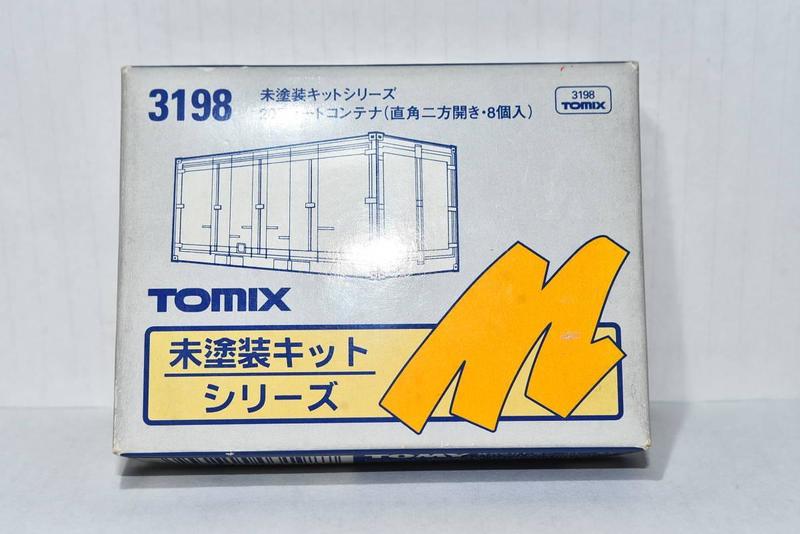 3198
未塗装キットシリーズ
20 ートコンテナ(直角二方開き・8個入)
3198
TOMIX
TOMIX
未塗装キット
シリーズ
M
TOMY